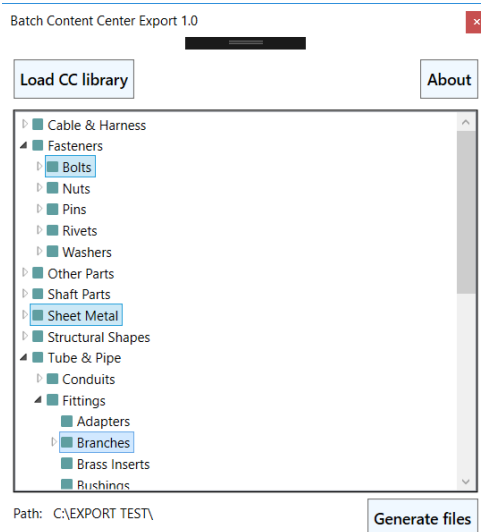 Batch Content Center Export 1.0
Load CC library
About
Cable & Harness
Fasteners
Bolts
Nuts
Pins
Rivets
Washers
Other Parts
Shaft Parts
Sheet Metal
Structural Shapes
Tube & Pipe
Conduits
Fittings
Adapters
Branches
Brass Inserts
Bushings
Path: C:\EXPORT TEST\
Generate files